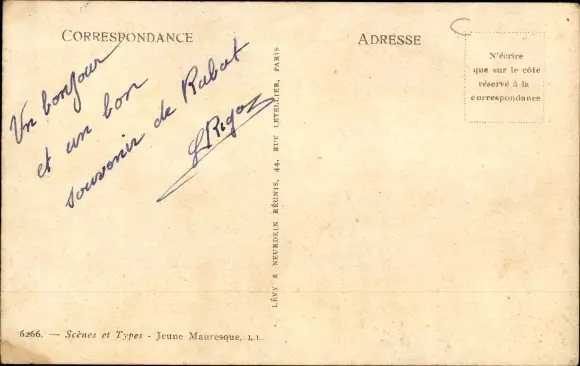 CORRESPONDANCE
ADRESSE
N'écrire
que sur le côté
réservé à la
correspondance
Un bonjour
et un bon
souvenir de Rabat
LÉVY & NEURDEIN RÉUNIS, 44, RUE LETELLIER, PARIS
6266. — Scènes et Types - Jeune Mauresque, LL.